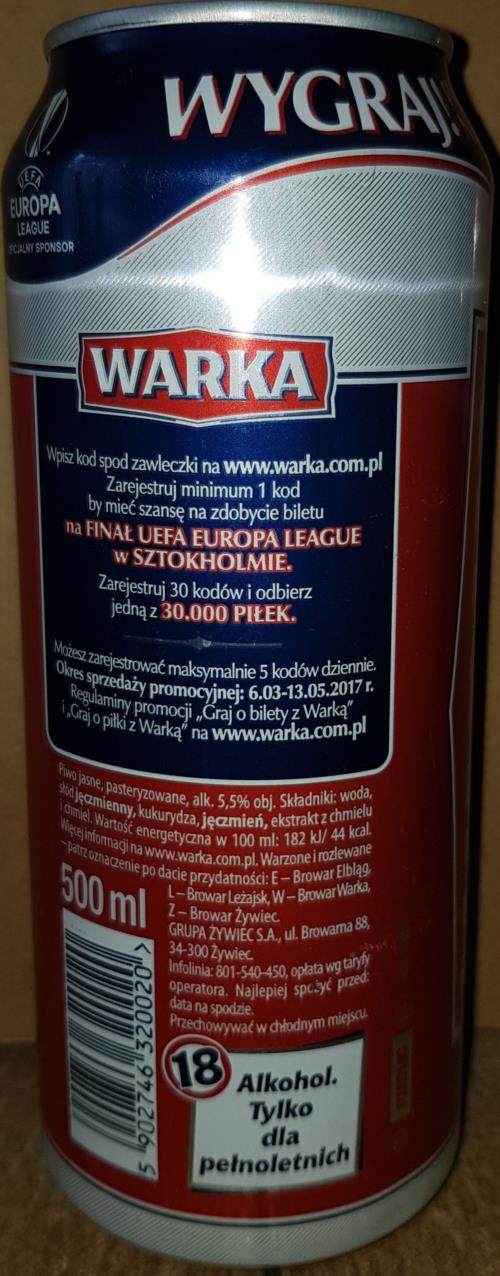 WYGRAJ!
UEFA
EUROPA
LEAGUE
OFICJALNY SPONSOR
WARKA
Wpisz kod spod zawleczki na www.warka.com.pl
Zarejestruj minimum 1 kod
by mieć szansę na zdobycie biletu
na FINAŁ UEFA EUROPA LEAGUE
w SZTOKHOLMIE.
Zarejestruj 30 kodów i odbierz
jedną z 30.000 PIŁEK.
Możesz zarejestrować maksymalnie 5 kodów dziennie.
Okres sprzedaży promocyjnej: 6.03-13.05.2017 r.
Regulaminy promocji „Graj o bilety z Warką”
i „Graj o piłki z Warką” na www.warka.com.pl
Piwo jasne, pasteryzowane, alk. 5,5% obj. Składniki: woda,
słód jęczmienny, kukurydza, jęczmień, ekstrakt z chmielu
i chmiel. Wartość energetyczna w 100 ml: 182 kJ/ 44 kcal.
Więcej informacji na www.warka.com.pl. Warzone i rozlewane
– patrz oznaczenie po dacie przydatności: E – Browar Elbląg,
L – Browar Leżajsk, W – Browar Warka,
Z – Browar Żywiec.
500 ml
GRUPA ŻYWIEC S.A., ul. Browarna 88,
34-300 Żywiec.
Infolinia: 801-540-450, opłata wg taryfy
operatora. Najlepiej spożyć przed:
data na spodzie.
Przechowywać w chłodnym miejscu.
5 902746 320020 >
18
Alkohol.
Tylko
dla
pełnoletnich